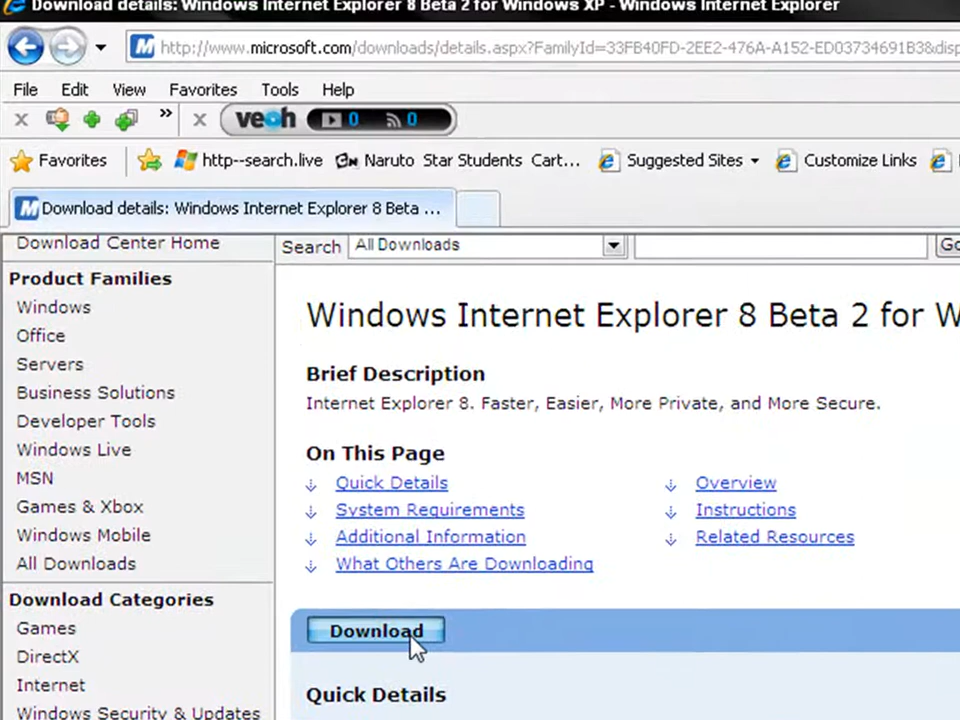 Download details: Windows Internet Explorer 8 Beta 2 for Windows XP - Windows Internet Explorer
http://www.microsoft.com/downloads/details.aspx?FamilyId=33FB40FD-2EE2-476A-A152-ED03734691B3&disp
File Edit View Favorites Tools Help
» veoh 0 0
Favorites http--search.live Naruto Star Students Cart... Suggested Sites Customize Links
Download details: Windows Internet Explorer 8 Beta ...
Download Center Home
Search All Downloads Go
Product Families
Windows
Office
Servers
Business Solutions
Developer Tools
Windows Live
MSN
Games & Xbox
Windows Mobile
All Downloads
Download Categories
Games
DirectX
Internet
Windows Security & Updates
Windows Internet Explorer 8 Beta 2 for W
Brief Description
Internet Explorer 8. Faster, Easier, More Private, and More Secure.
On This Page
Quick Details Overview
System Requirements Instructions
Additional Information Related Resources
What Others Are Downloading
Download
Quick Details